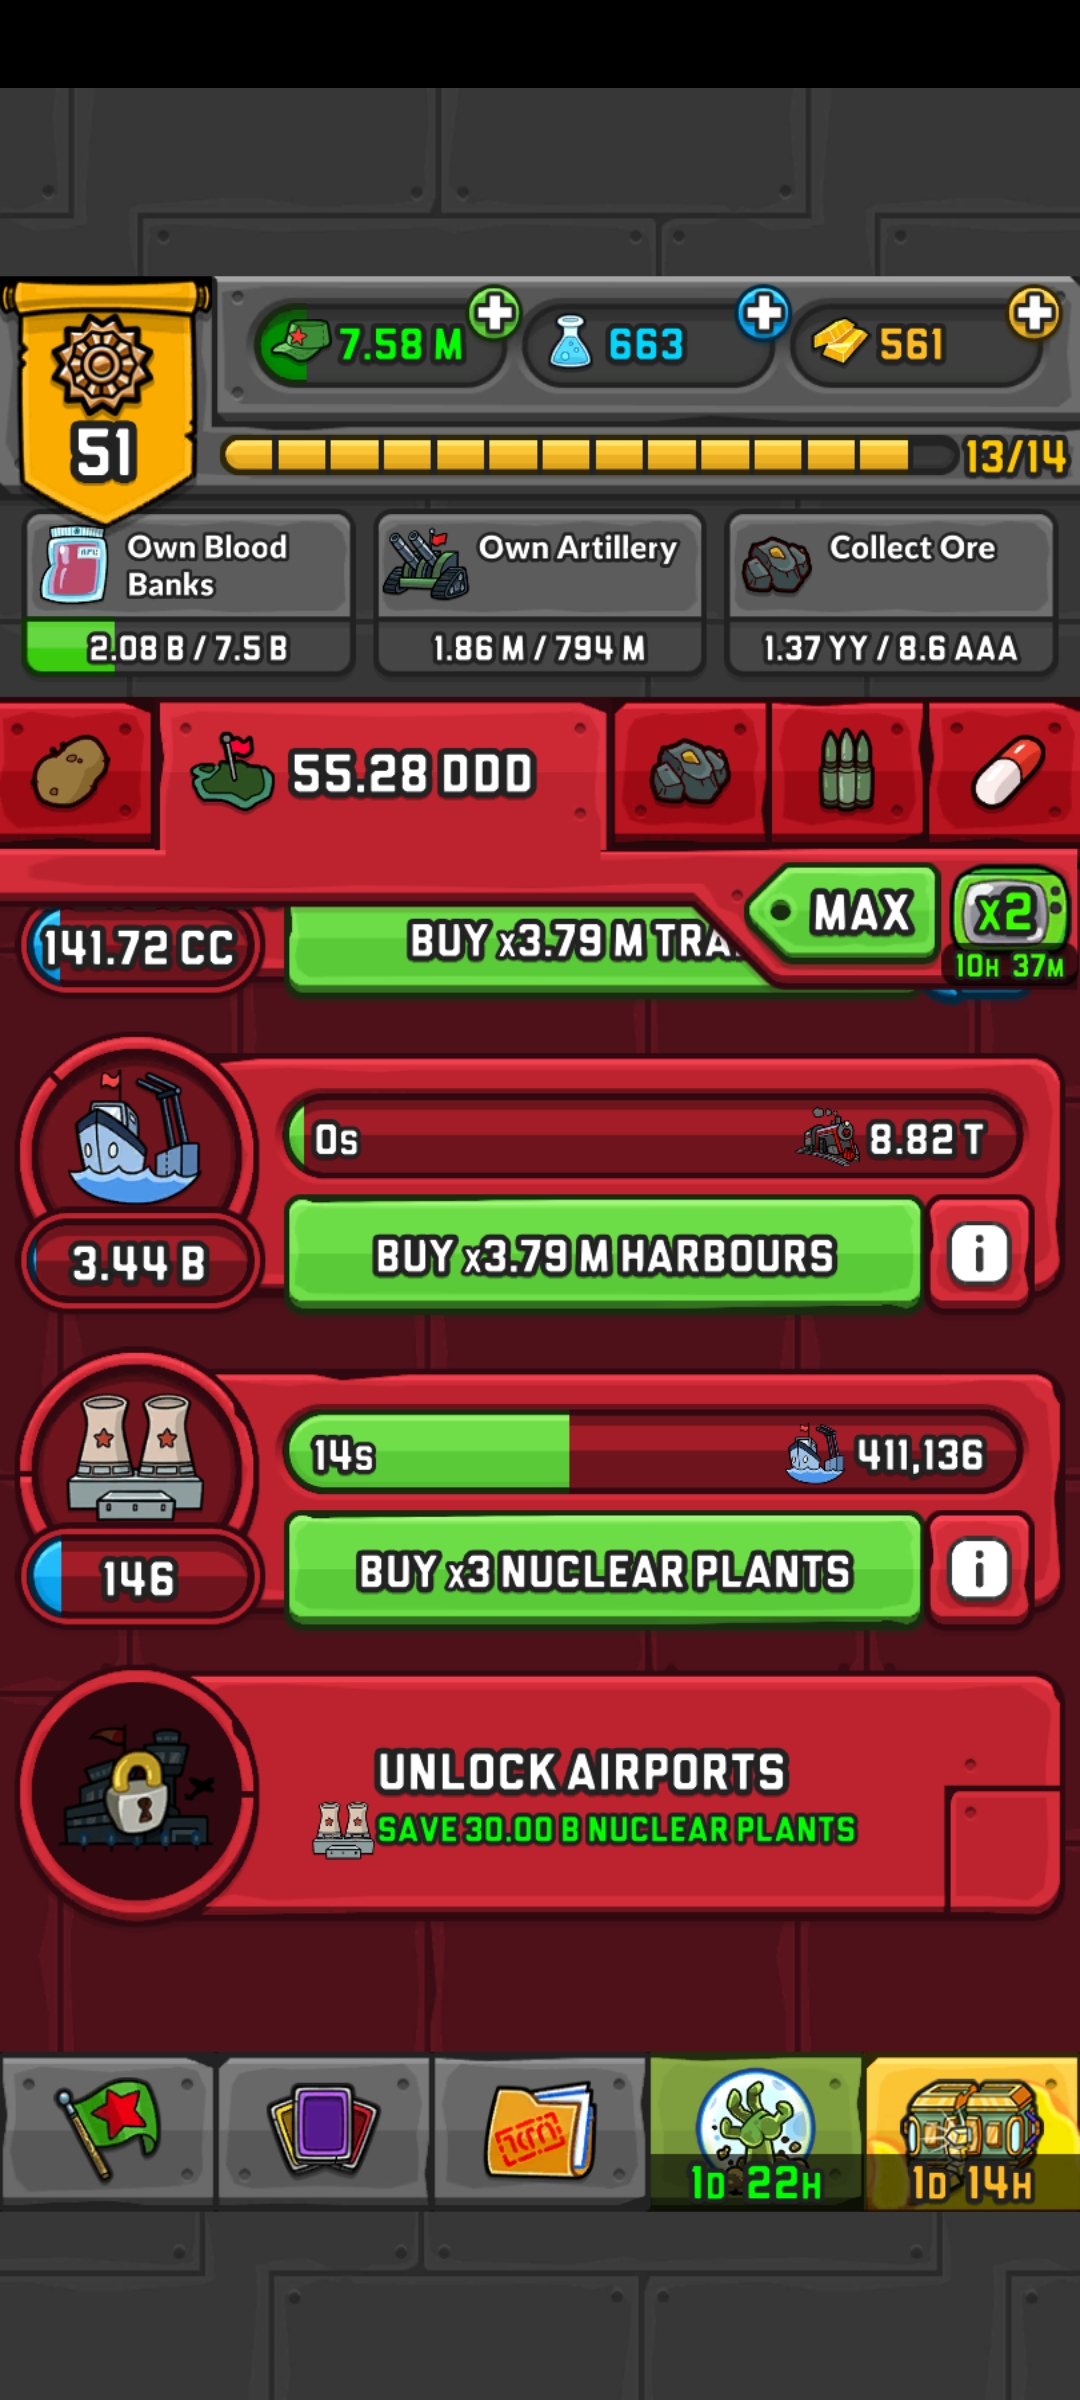 7.58 M
663
561
51
13/14
Own Blood
Banks
2.08 B / 7.5 B
Own Artillery
1.86 M / 794 M
Collect Ore
1.37 YY / 8.6 AAA
55.28 DDD
MAX
x2
10H 37M
141.72 CC
BUY x3.79 M TRA
0s
8.82 T
3.44 B
BUY x3.79 M HARBOURS
i
14s
411,136
146
BUY x3 NUCLEAR PLANTS
i
UNLOCK AIRPORTS
SAVE 30.00 B NUCLEAR PLANTS
1D 22H
1D 14H